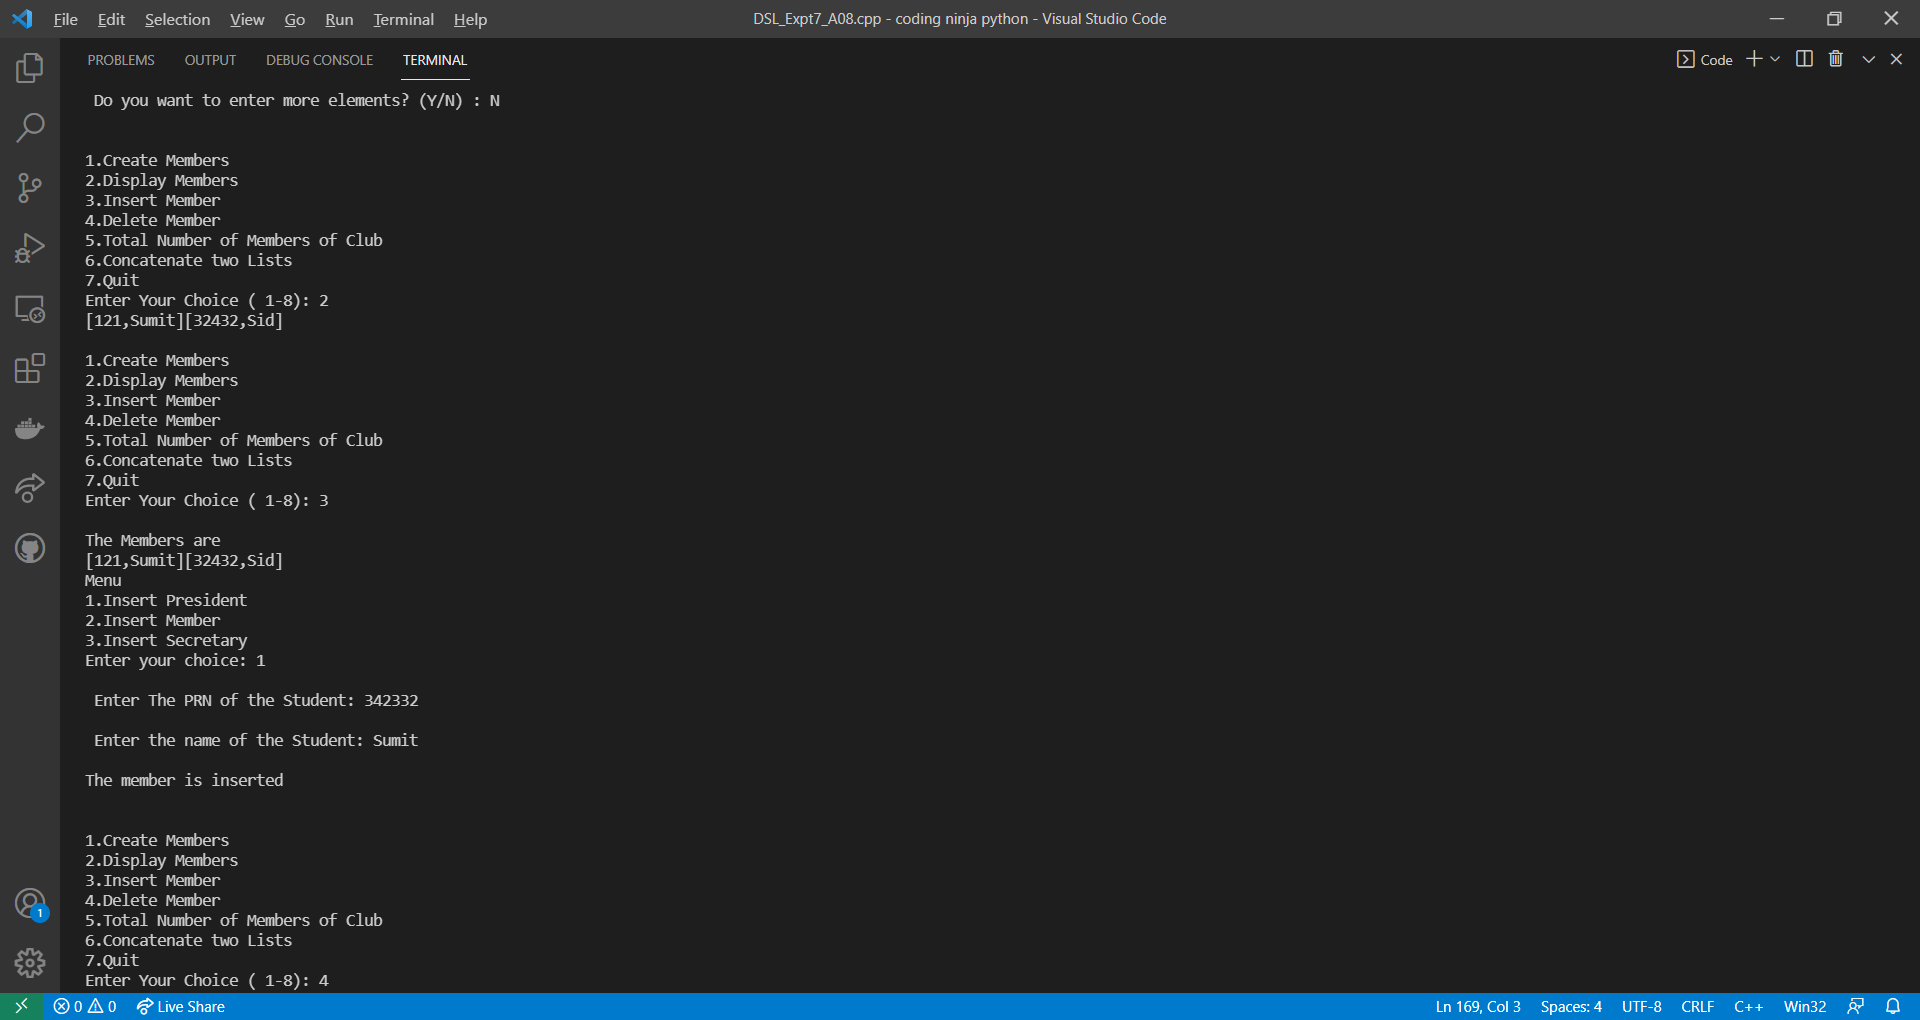 File Edit Selection View Go Run Terminal Help
DSL_Expt7_A08.cpp - coding ninja python - Visual Studio Code
PROBLEMS OUTPUT DEBUG CONSOLE TERMINAL
Code
Do you want to enter more elements? (Y/N) : N
1.Create Members
2.Display Members
3.Insert Member
4.Delete Member
5.Total Number of Members of Club
6.Concatenate two Lists
7.Quit
Enter Your Choice ( 1-8): 2
[121,Sumit][32432,Sid]
1.Create Members
2.Display Members
3.Insert Member
4.Delete Member
5.Total Number of Members of Club
6.Concatenate two Lists
7.Quit
Enter Your Choice ( 1-8): 3
The Members are
[121,Sumit][32432,Sid]
Menu
1.Insert President
2.Insert Member
3.Insert Secretary
Enter your choice: 1
Enter The PRN of the Student: 342332
Enter the name of the Student: Sumit
The member is inserted
1.Create Members
2.Display Members
3.Insert Member
4.Delete Member
5.Total Number of Members of Club
6.Concatenate two Lists
7.Quit
Enter Your Choice ( 1-8): 4
1
0 0 Live Share
Ln 169, Col 3 Spaces: 4 UTF-8 CRLF C++ Win32